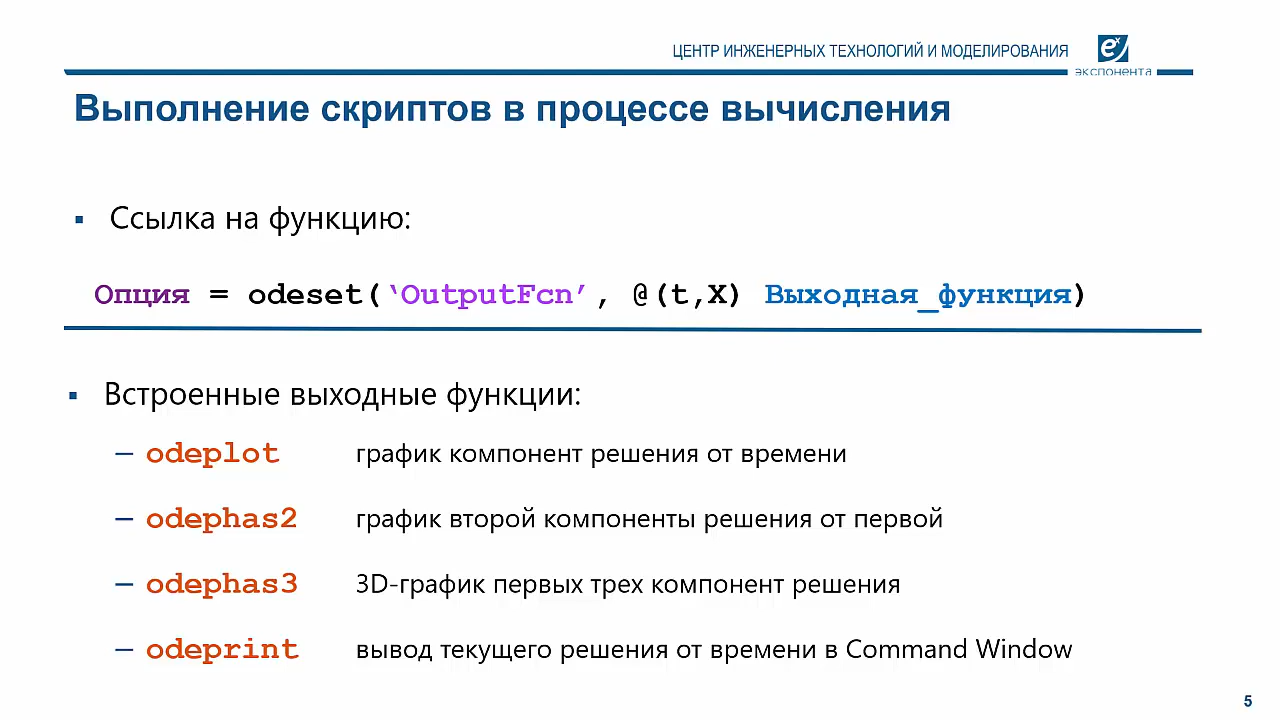 ЦЕНТР ИНЖЕНЕРНЫХ ТЕХНОЛОГИЙ И МОДЕЛИРОВАНИЯ
ex
экспонента
Выполнение скриптов в процессе вычисления
▪ Ссылка на функцию:
Опция = odeset(‘OutputFcn’, @(t,X) Выходная_функция)
▪ Встроенные выходные функции:
– odeplot график компонент решения от времени
– odephas2 график второй компоненты решения от первой
– odephas3 3D-график первых трех компонент решения
– odeprint вывод текущего решения от времени в Command Window
5